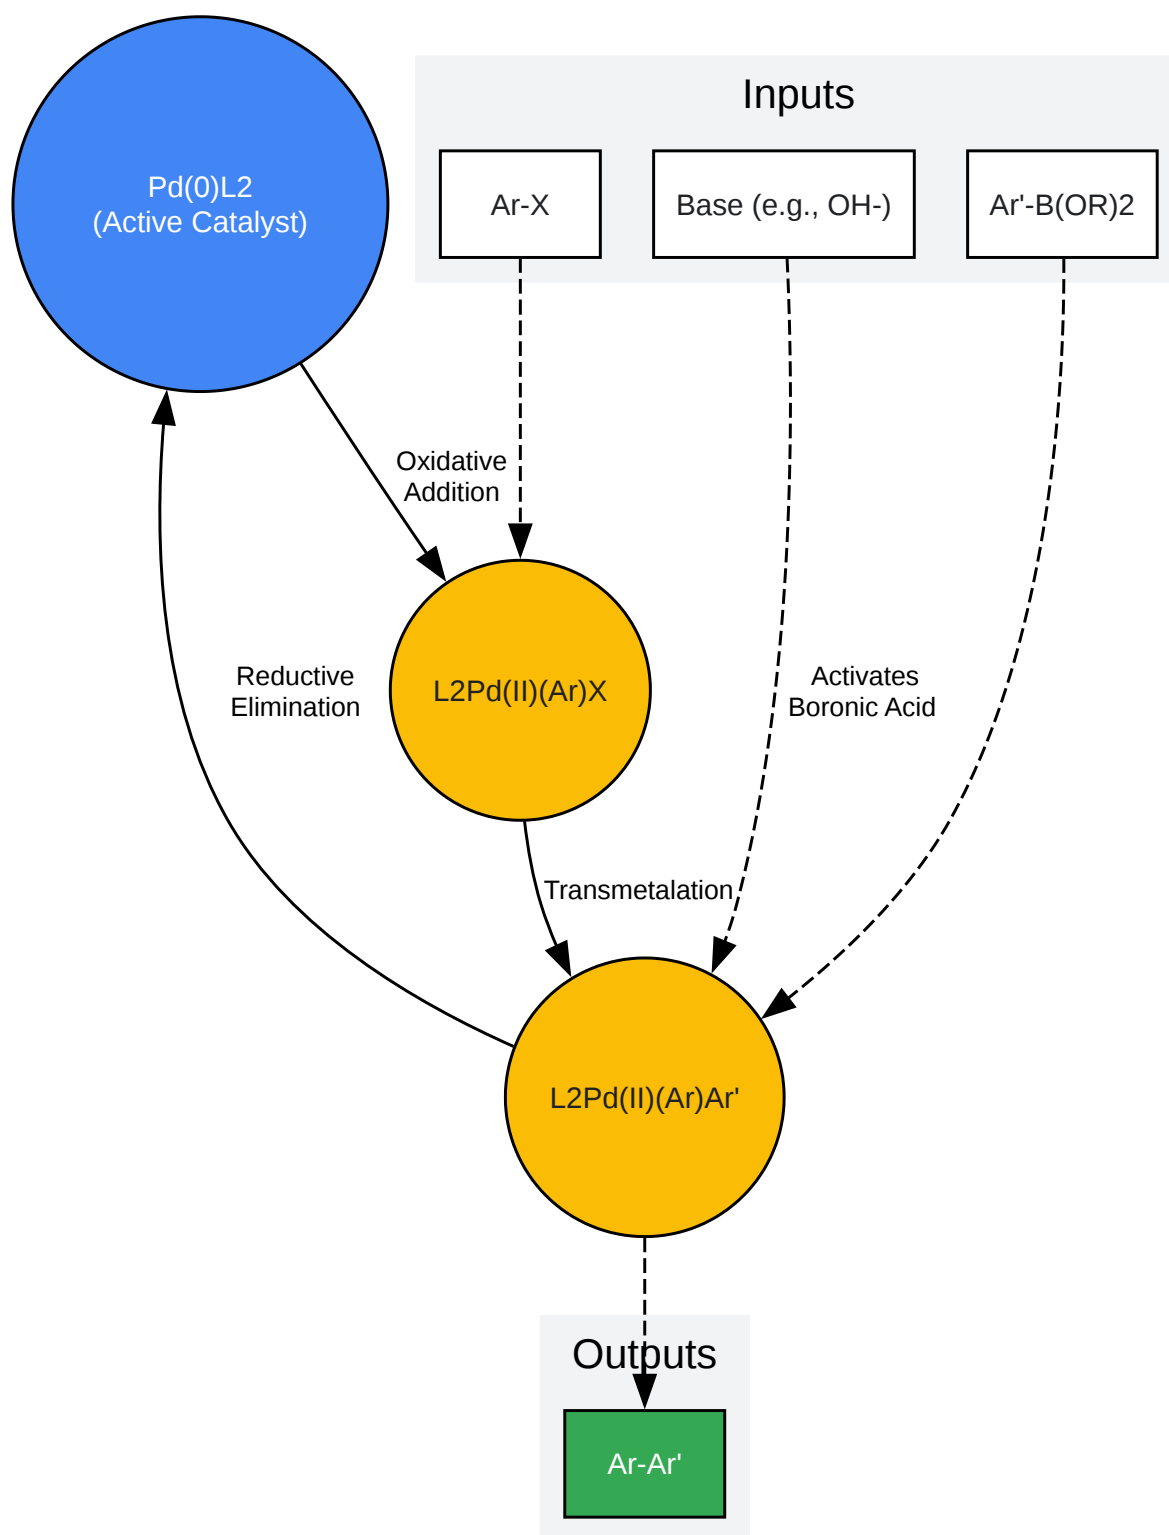 Inputs
Pd(0)L2
(Active Catalyst)
Ar-X
Base (e.g., OH-)
Ar'-B(OR)2
Oxidative
Addition
Reductive
Elimination
L2Pd(II)(Ar)X
Activates
Boronic Acid
Transmetalation
L2Pd(II)(Ar)Ar'
Outputs
Ar-Ar'